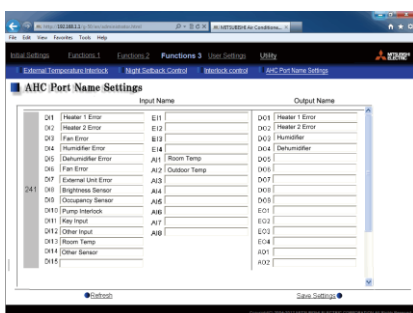 File Edit View Favorites Tools Help
Initial Settings Functions 1 Functions 2 Functions 3 User Settings Utility
MITSUBISHI ELECTRIC
External Temperature Interlock Night Setback Control Interlock control AHC Port Name Settings
AHC Port Name Settings
Input Name Output Name
DI1 Heater 1 Error EI1 DO1 Heater 1 Error
DI2 Heater 2 Error EI2 DO2 Heater 2 Error
DI3 Fan Error EI3 DO3 Humidifier
DI4 Humidifier Error EI4 DO4 Dehumidifier
DI5 Dehumidifier Error AI1 Room Temp DO5
DI6 Fan Error AI2 Outdoor Temp DO6
DI7 External Unit Error AI3 DO7
241 DI8 Brightness Sensor AI4 DO8
DI9 Occupancy Sensor AI5 DO9
DI10 Pump Interlock AI6 EO1
DI11 Key Input AI7 EO2
DI12 Other Input AI8 EO3
DI13 Room Temp EO4
DI14 Other Sensor AO1
DI15 AO2
Refresh Save Settings